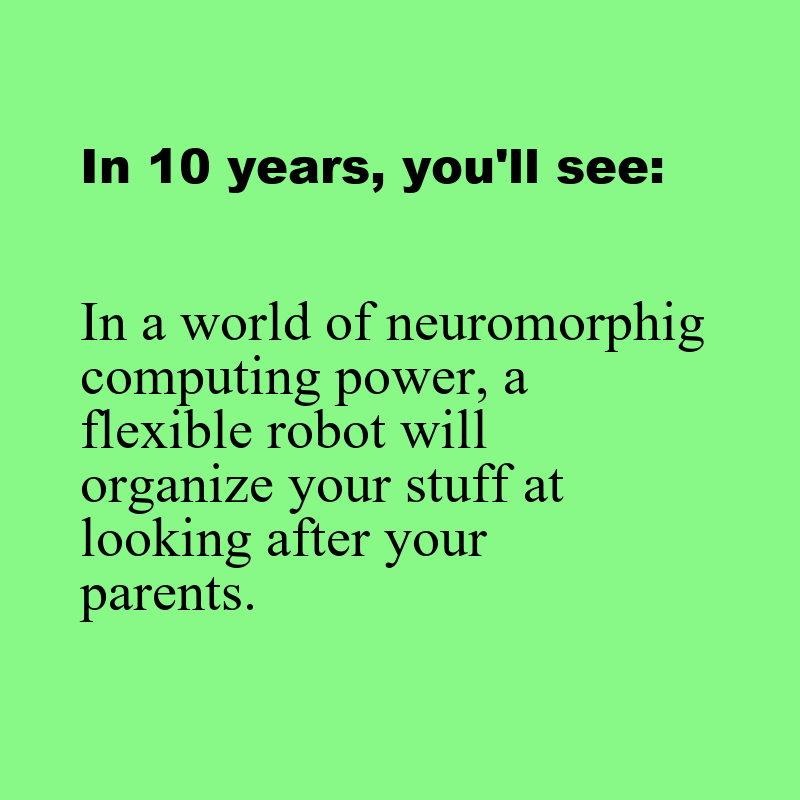 In 10 years, you'll see:
In a world of neuromorphig
computing power, a
flexible robot will
organize your stuff at
looking after your
parents.